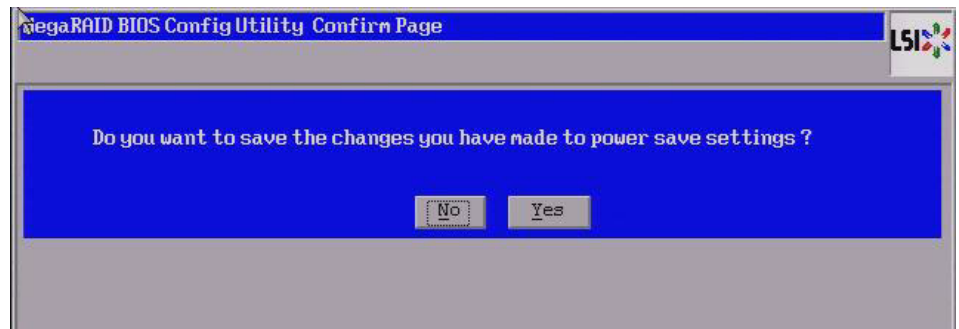 MegaRAID BIOS Config Utility Confirm Page
LSI
Do you want to save the changes you have made to power save settings ?
No
Yes